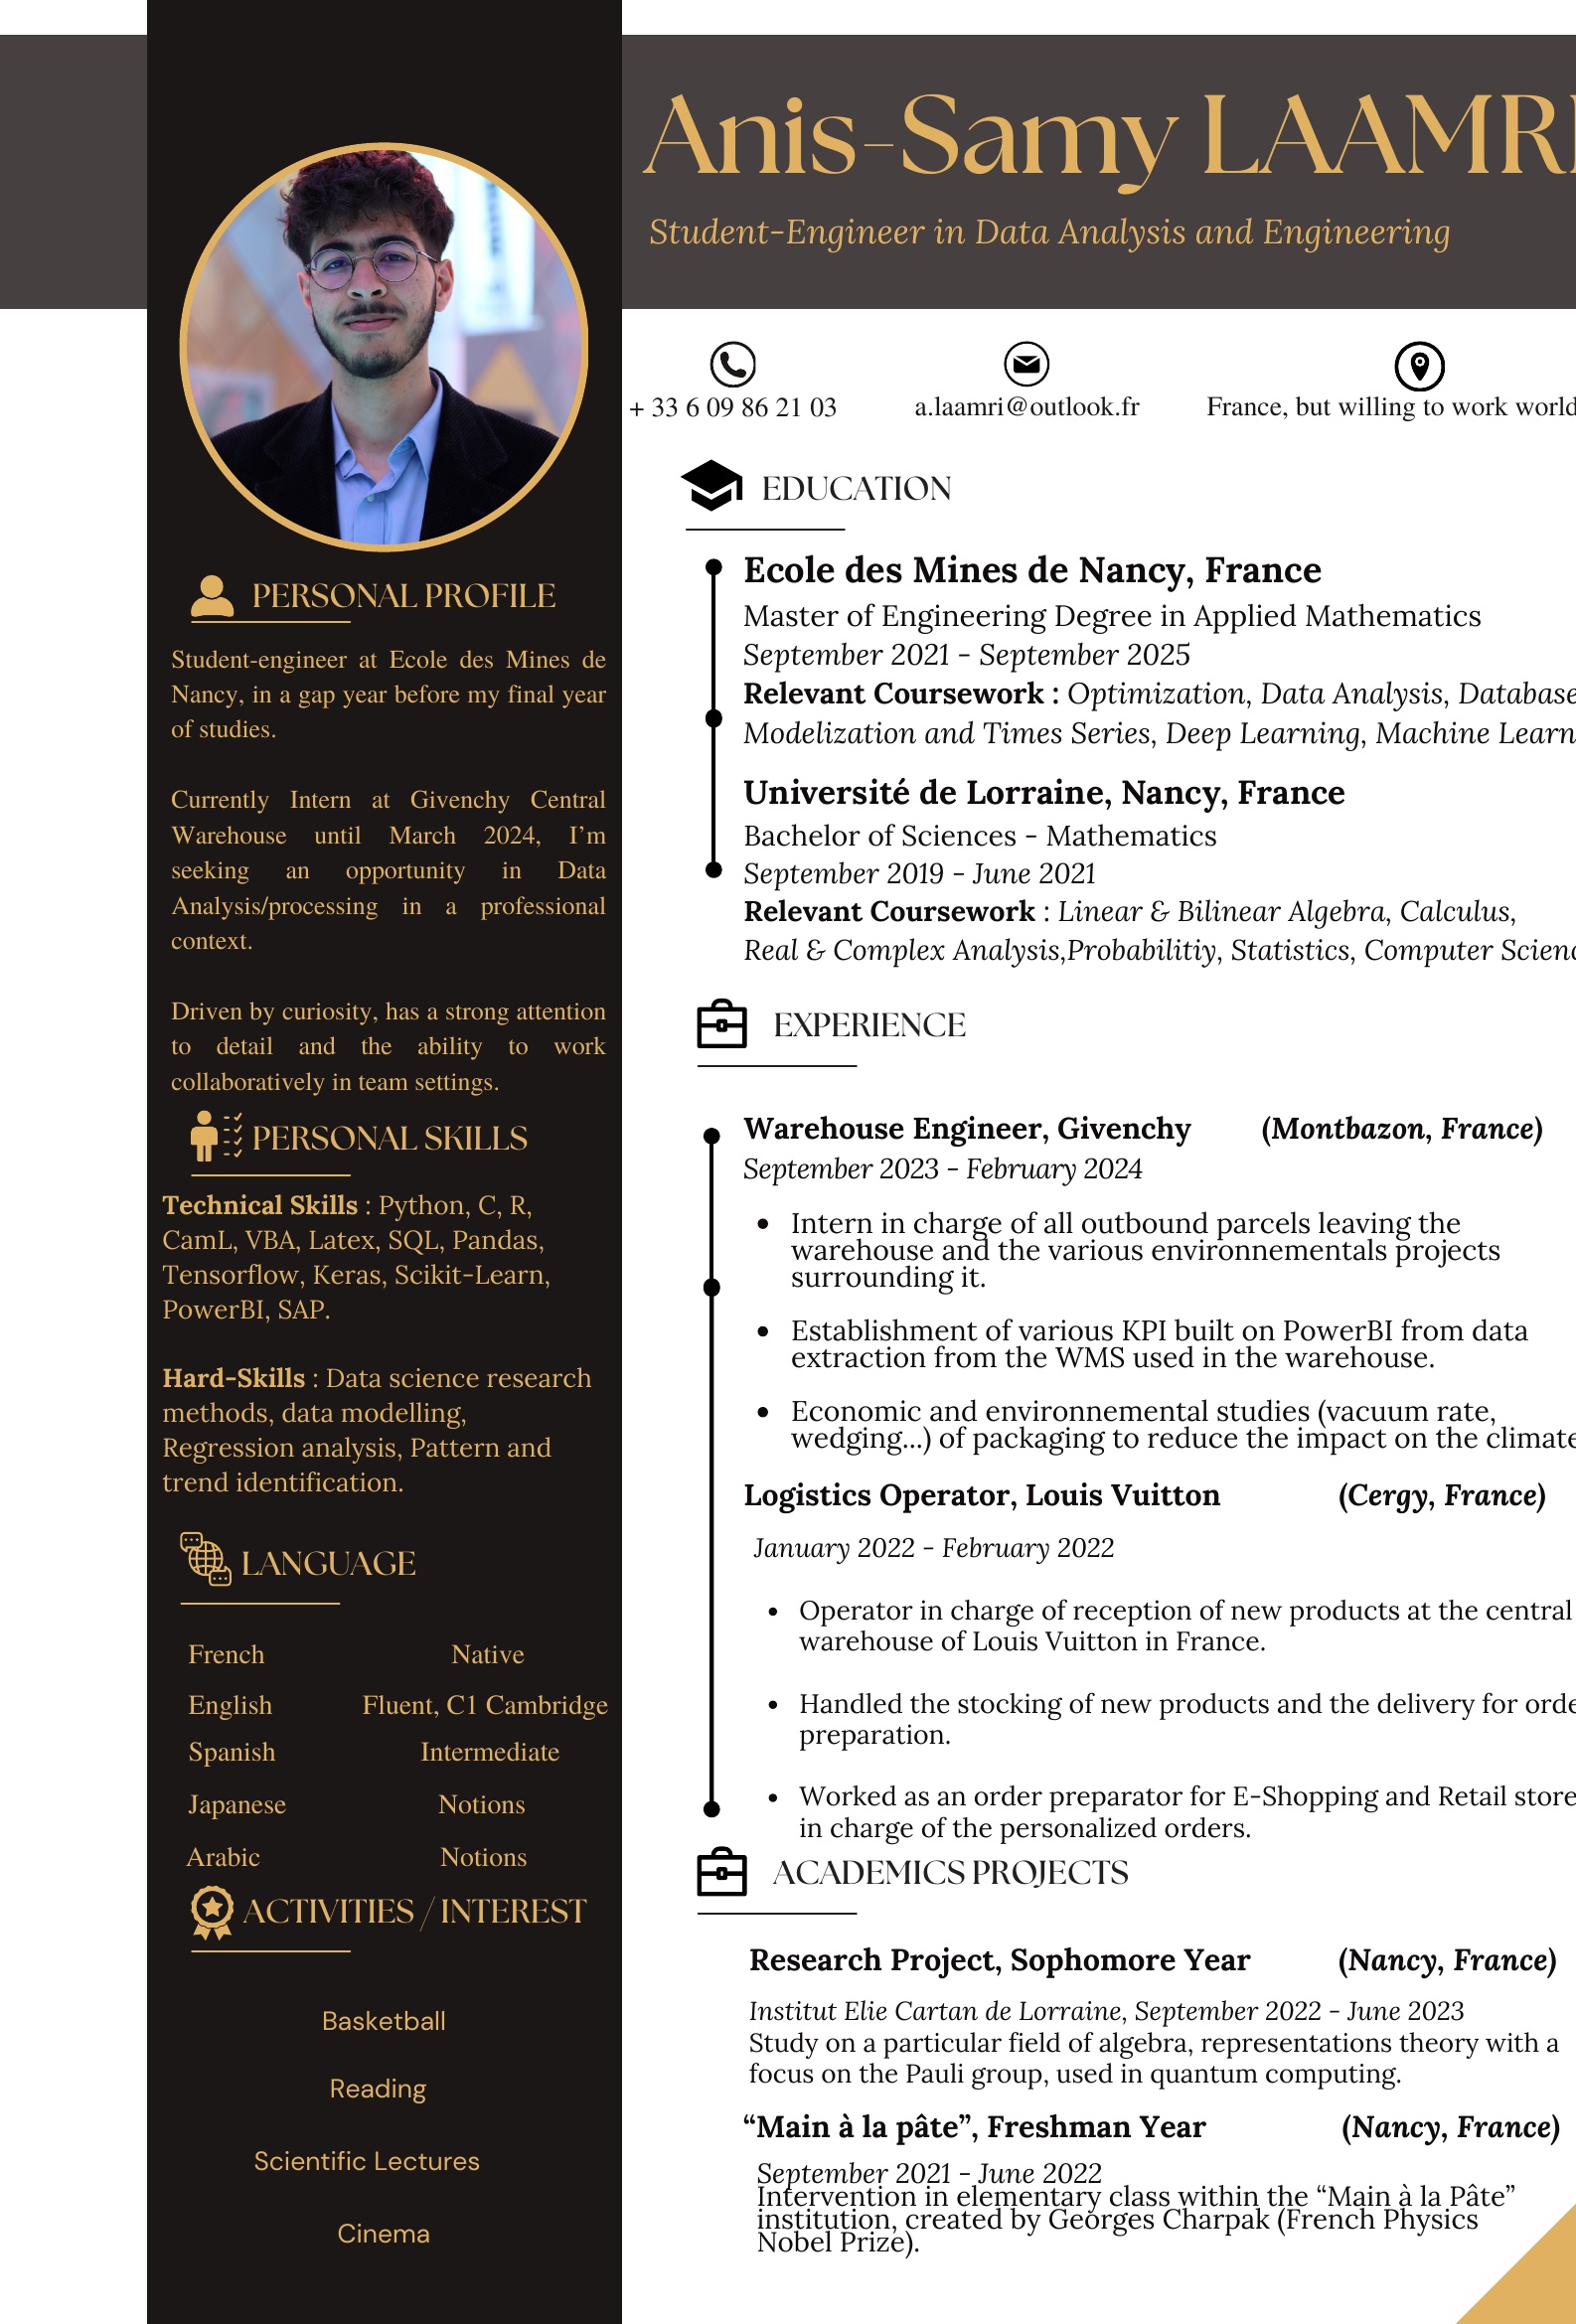 Anis-Samy LAAMRI
Student-Engineer in Data Analysis and Engineering
+ 33 6 09 86 21 03
a.laamri@outlook.fr
France, but willing to work world
PERSONAL PROFILE
Student-engineer at Ecole des Mines de
Nancy, in a gap year before my final year
of studies.
Currently Intern at Givenchy Central
Warehouse until March 2024, I'm
seeking an opportunity in Data
Analysis/processing in a professional
context.
Driven by curiosity, has a strong attention
to detail and the ability to work
collaboratively in team settings.
PERSONAL SKILLS
Technical Skills : Python, C, R,
CamL, VBA, Latex, SQL, Pandas,
Tensorflow, Keras, Scikit-Learn,
PowerBI, SAP.
Hard-Skills : Data science research
methods, data modelling,
Regression analysis, Pattern and
trend identification.
LANGUAGE
French Native
English Fluent, C1 Cambridge
Spanish Intermediate
Japanese Notions
Arabic Notions
ACTIVITIES / INTEREST
Basketball
Reading
Scientific Lectures
Cinema
EDUCATION
Ecole des Mines de Nancy, France
Master of Engineering Degree in Applied Mathematics
September 2021 - September 2025
Relevant Coursework : Optimization, Data Analysis, Database
Modelization and Times Series, Deep Learning, Machine Learn
Université de Lorraine, Nancy, France
Bachelor of Sciences - Mathematics
September 2019 - June 2021
Relevant Coursework : Linear & Bilinear Algebra, Calculus,
Real & Complex Analysis,Probabilitiy, Statistics, Computer Scienc
EXPERIENCE
Warehouse Engineer, Givenchy (Montbazon, France)
September 2023 - February 2024
• Intern in charge of all outbound parcels leaving the
warehouse and the various environnementals projects
surrounding it.
• Establishment of various KPI built on PowerBI from data
extraction from the WMS used in the warehouse.
• Economic and environnemental studies (vacuum rate,
wedging...) of packaging to reduce the impact on the climate
Logistics Operator, Louis Vuitton (Cergy, France)
January 2022 - February 2022
• Operator in charge of reception of new products at the central
warehouse of Louis Vuitton in France.
• Handled the stocking of new products and the delivery for orde
preparation.
• Worked as an order preparator for E-Shopping and Retail store
in charge of the personalized orders.
ACADEMICS PROJECTS
Research Project, Sophomore Year (Nancy, France)
Institut Elie Cartan de Lorraine, September 2022 - June 2023
Study on a particular field of algebra, representations theory with a
focus on the Pauli group, used in quantum computing.
“Main à la pâte”, Freshman Year (Nancy, France)
September 2021 - June 2022
Intervention in elementary class within the “Main à la Pâte”
institution, created by Georges Charpak (French Physics
Nobel Prize).